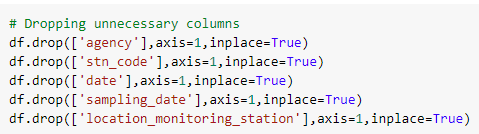 # Dropping unnecessary columns
df.drop(['agency'],axis=1,inplace=True)
df.drop(['stn_code'],axis=1,inplace=True)
df.drop(['date'],axis=1,inplace=True)
df.drop(['sampling_date'],axis=1,inplace=True)
df.drop(['location_monitoring_station'],axis=1,inplace=True)